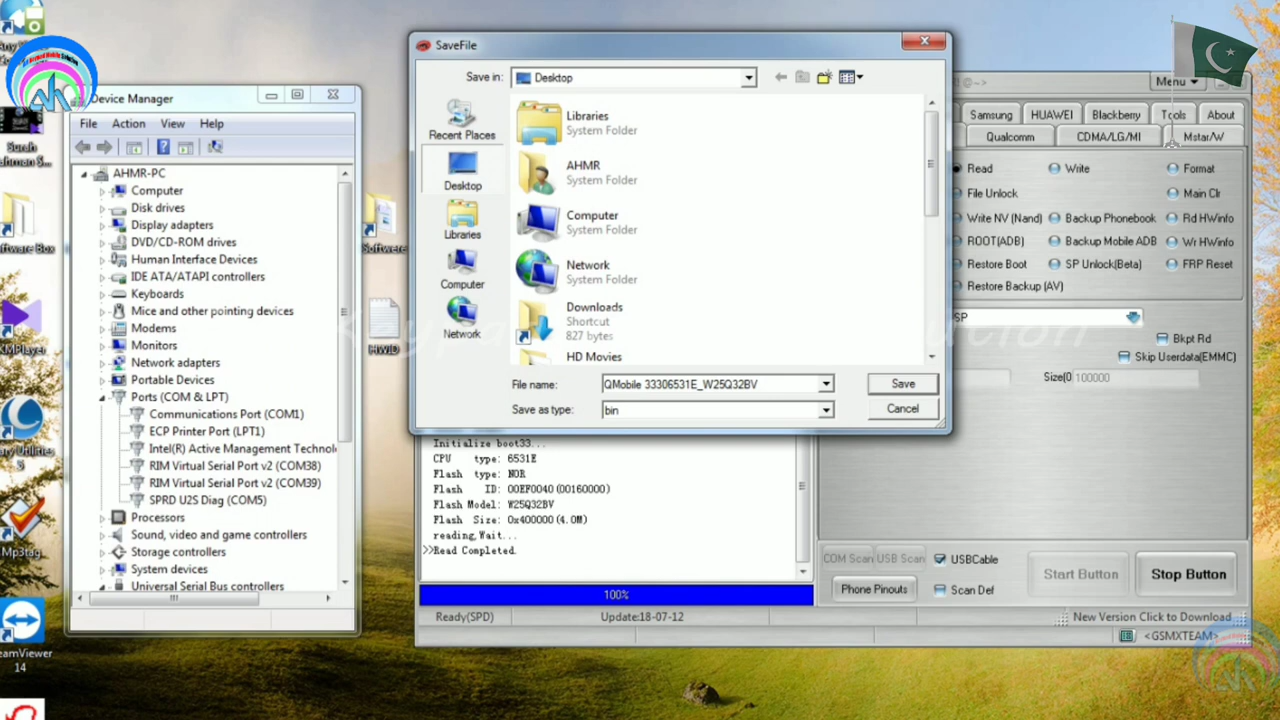 SaveFile
Save in:
Desktop
Recent Places
Desktop
Libraries
Computer
Network
Libraries
System Folder
AHMR
System Folder
Computer
System Folder
Network
System Folder
Downloads
Shortcut
827 bytes
HD Movies
File name:
QMobile 33306531E_W25Q32BV
Save
Save as type:
bin
Cancel
Device Manager
File Action View Help
AHMR-PC
Computer
Disk drives
Display adapters
DVD/CD-ROM drives
Human Interface Devices
IDE ATA/ATAPI controllers
Keyboards
Mice and other pointing devices
Modems
Monitors
Network adapters
Portable Devices
Ports (COM & LPT)
Communications Port (COM1)
ECP Printer Port (LPT1)
Intel(R) Active Management Technol
RIM Virtual Serial Port v2 (COM38)
RIM Virtual Serial Port v2 (COM39)
SPRD U2S Diag (COM5)
Processors
Sound, video and game controllers
Storage controllers
System devices
Universal Serial Bus controllers
HWID
KMPlayer
Mp3tag
eamViewer
14
Menu
Samsung HUAWEI Blackberry Tools About
Qualcomm CDMA/LG/MI Mstar/W
Read Write Format
File Unlock Main Clr
Write NV (Nand) Backup Phonebook Rd HWinfo
ROOT(ADB) Backup Mobile ADB Wr HWinfo
Restore Boot SP Unlock(Beta) FRP Reset
Restore Backup (AV)
SP
Bkpt Rd
Skip Userdata(EMMC)
Size(0 100000
Initialize boot33...
CPU type: 6531E
Flash type: NOR
Flash ID: 00EF0040(00160000)
Flash Model: W25Q32BV
Flash Size: 0x400000(4.0M)
reading,Wait...
>>Read Completed.
100%
COM Scan USB Scan USBCable
Phone Pinouts Scan Def
Start Button Stop Button
Ready(SPD) Update:18-07-12 New Version Click to Download
<GSMXTEAM>